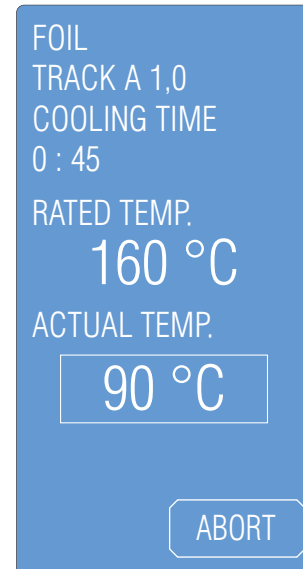 FOIL
TRACK A 1,0
COOLING TIME
0 : 45
RATED TEMP.
160 °C
ACTUAL TEMP.
90 °C
ABORT